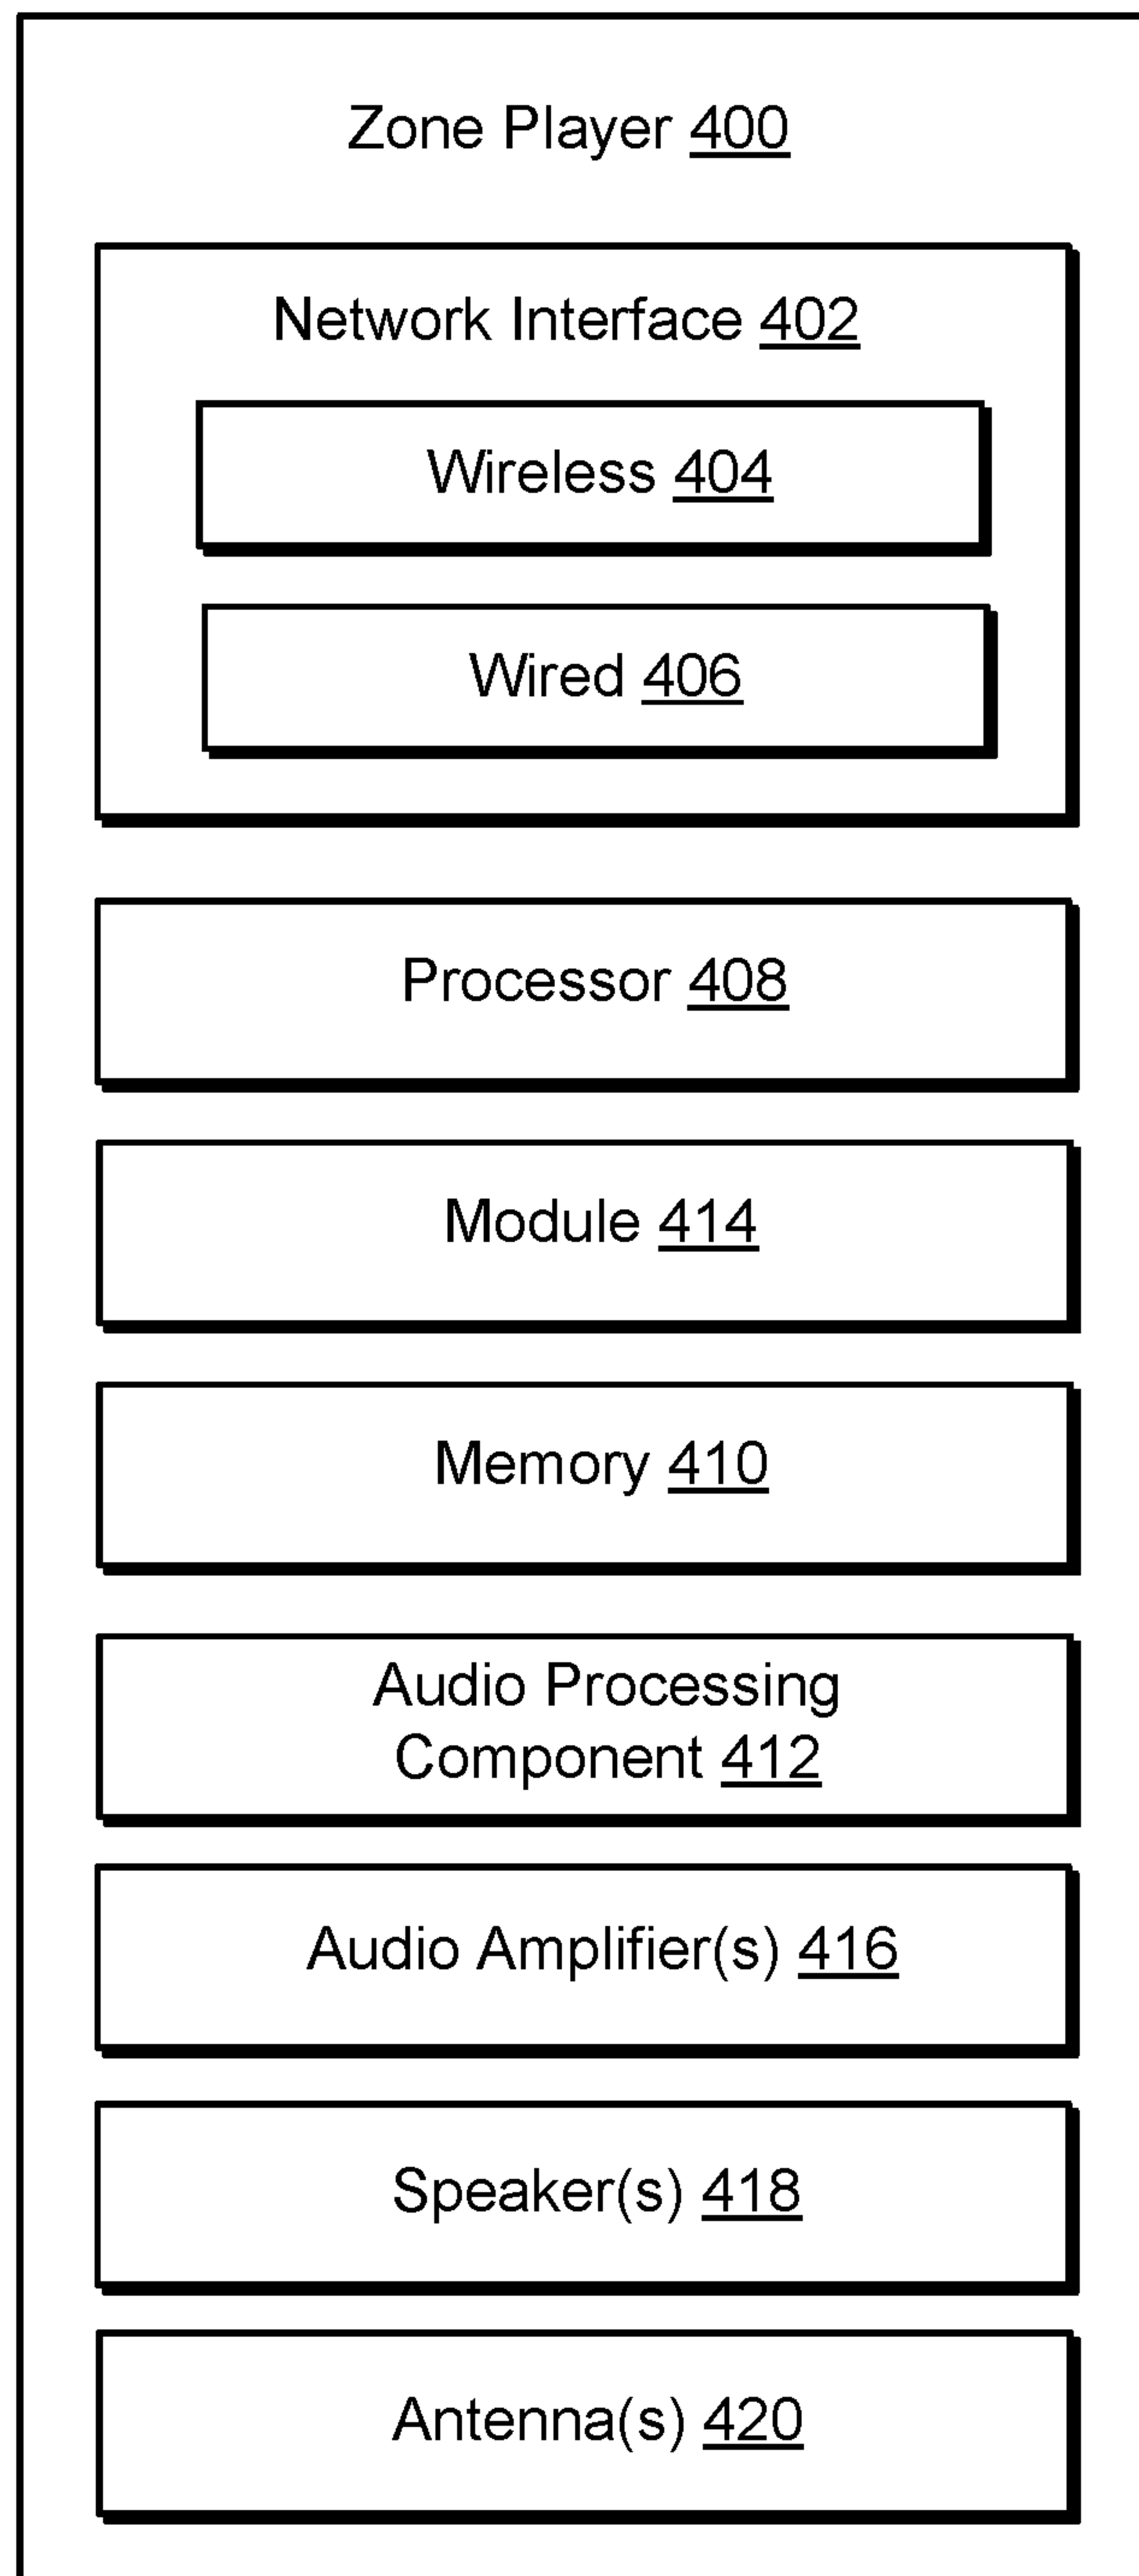 Zone Player 400
Network Interface 402
Wireless 404
Wired 406
Processor 408
Module 414
Memory 410
Audio Processing
Component 412
Audio Amplifier(s) 416
Speaker(s) 418
Antenna(s) 420